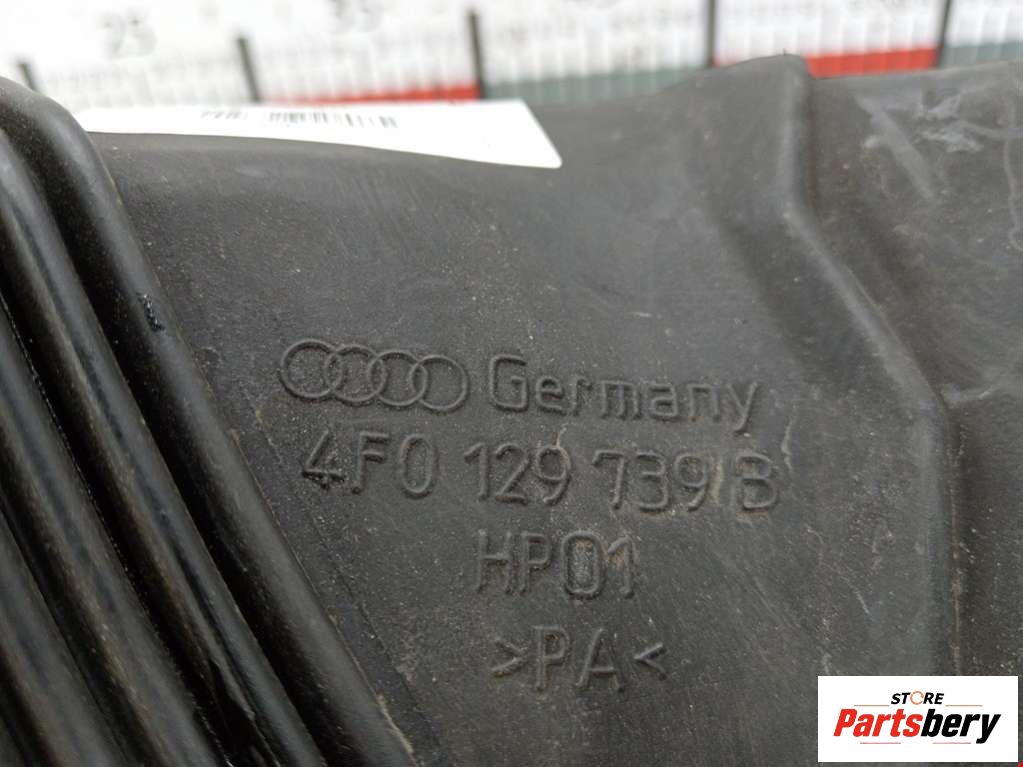 Germany
4F0 129 739 B
HP01
>PA<
STORE
Partsbery